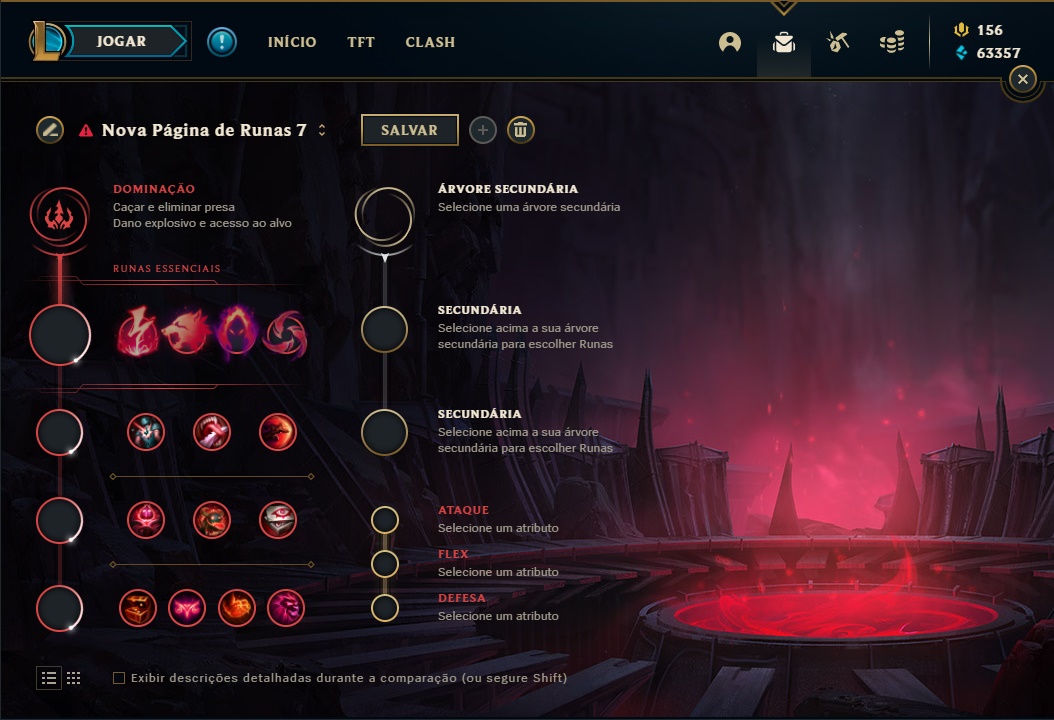 JOGAR
INÍCIO
TFT
CLASH
156
63357
Nova Página de Runas 7
SALVAR
DOMINAÇÃO
Caçar e eliminar presa
Dano explosivo e acesso ao alvo
RUNAS ESSENCIAIS
ÁRVORE SECUNDÁRIA
Selecione uma árvore secundária
SECUNDÁRIA
Selecione acima a sua árvore
secundária para escolher Runas
SECUNDÁRIA
Selecione acima a sua árvore
secundária para escolher Runas
ATAQUE
Selecione um atributo
FLEX
Selecione um atributo
DEFESA
Selecione um atributo
Exibir descrições detalhadas durante a comparação (ou segure Shift)